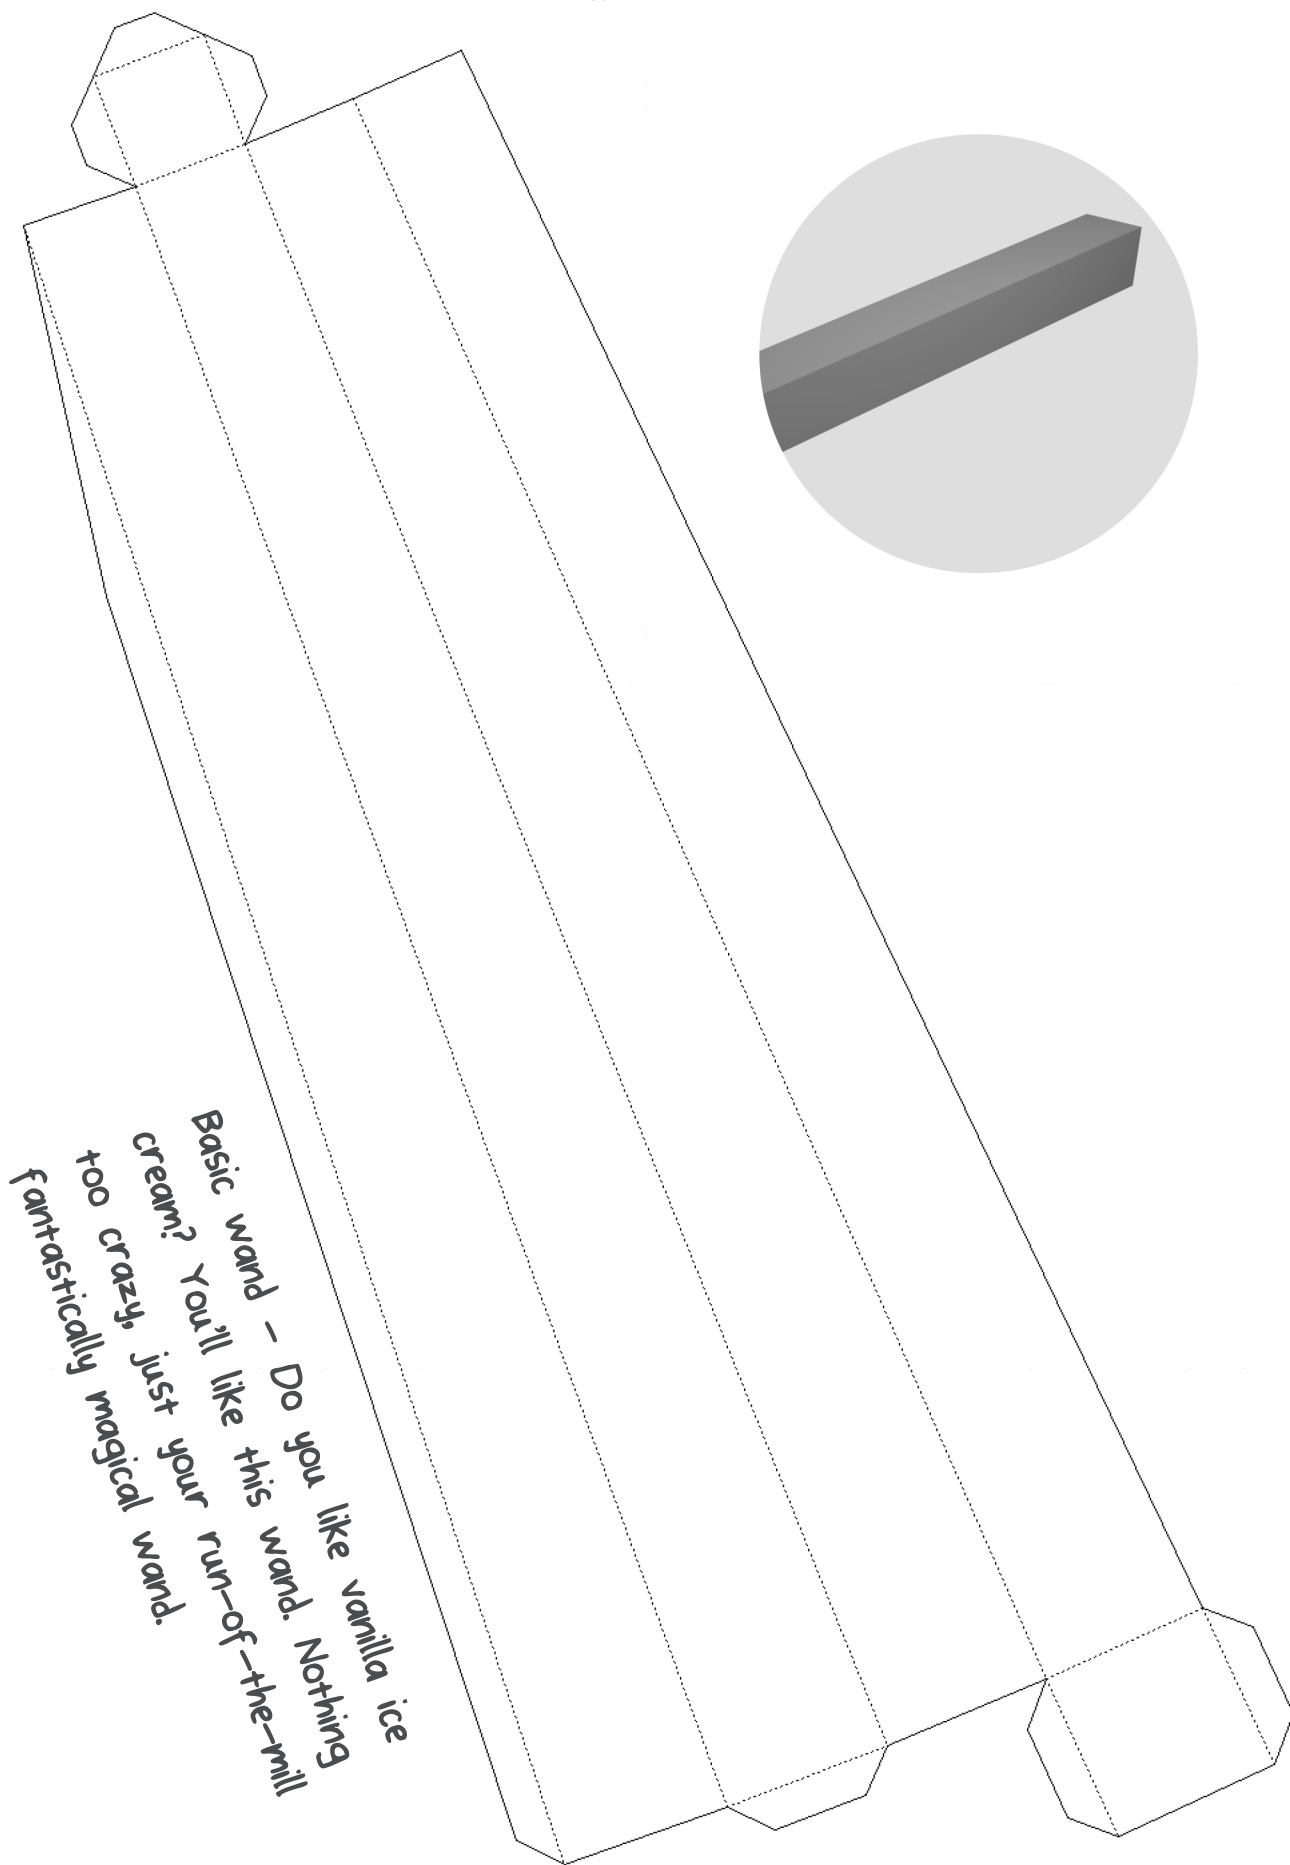 Basic wand - Do you like vanilla ice
cream? You'll like this wand. Nothing
too crazy, just your run-of-the-mill
fantastically magical wand.